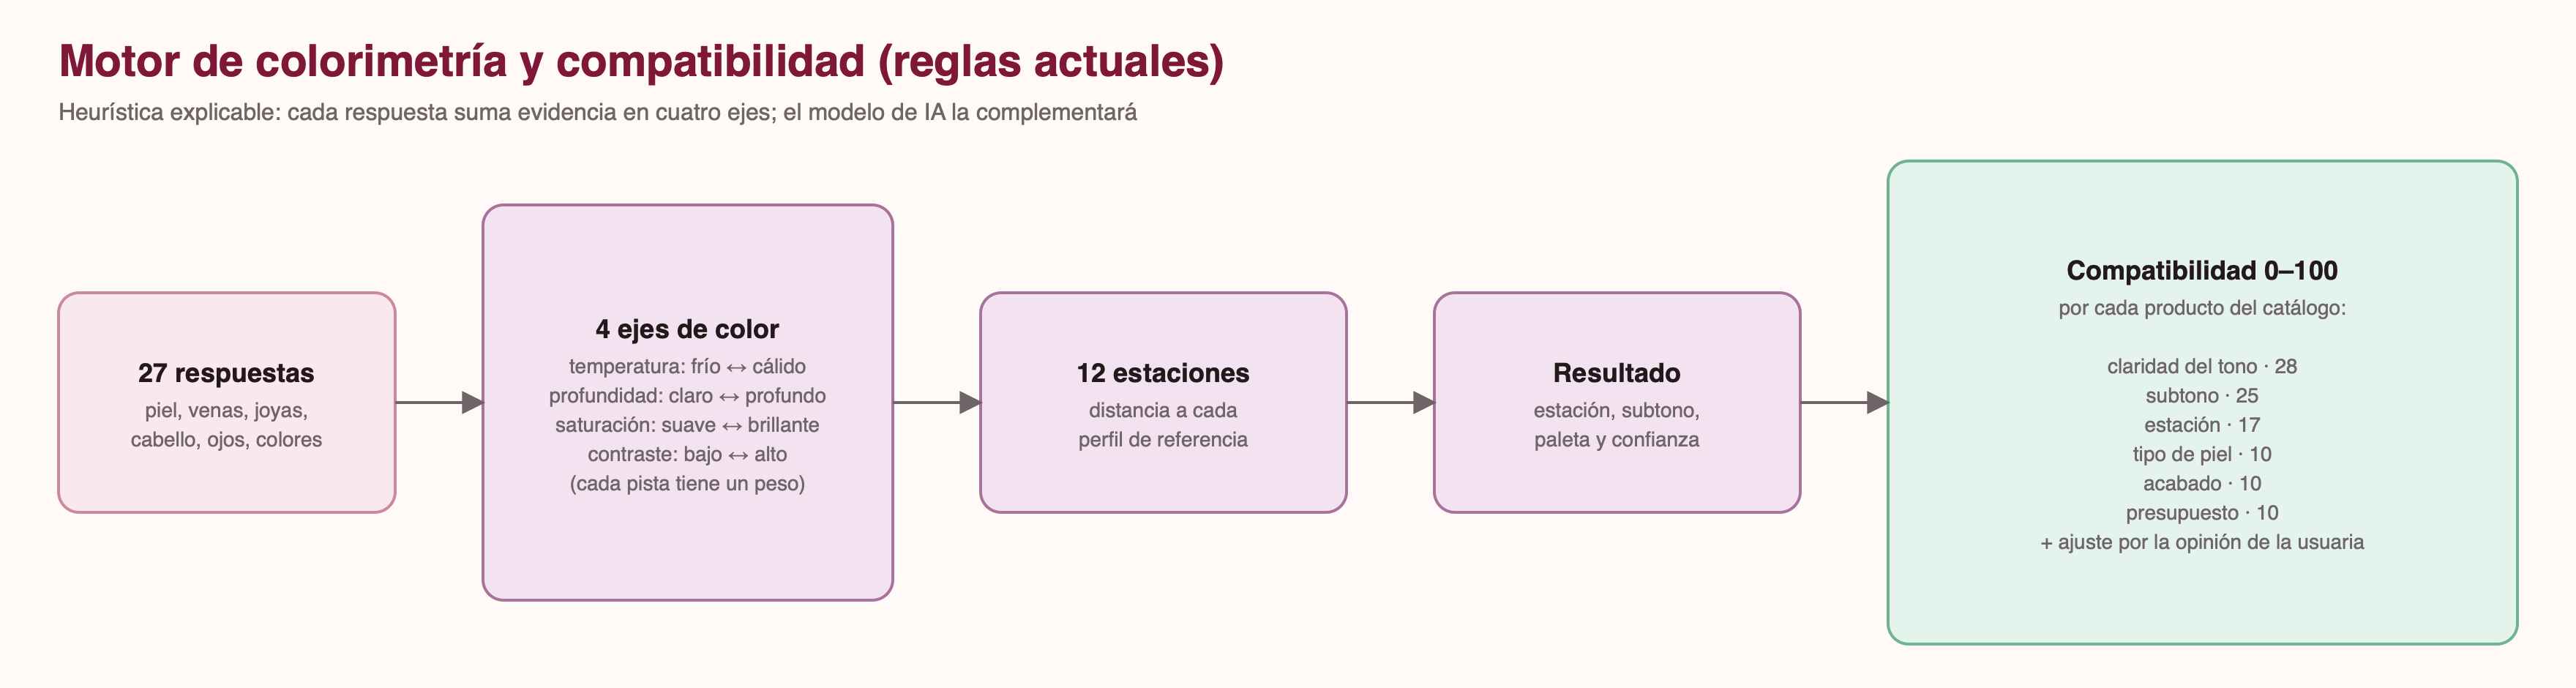 Motor de colorimetría y compatibilidad (reglas actuales)
Heurística explicable: cada respuesta suma evidencia en cuatro ejes; el modelo de IA la complementará
27 respuestas
piel, venas, joyas,
cabello, ojos, colores
4 ejes de color
temperatura: frío ↔ cálido
profundidad: claro ↔ profundo
saturación: suave ↔ brillante
contraste: bajo ↔ alto
(cada pista tiene un peso)
12 estaciones
distancia a cada
perfil de referencia
Resultado
estación, subtono,
paleta y confianza
Compatibilidad 0–100
por cada producto del catálogo:
claridad del tono · 28
subtono · 25
estación · 17
tipo de piel · 10
acabado · 10
presupuesto · 10
+ ajuste por la opinión de la usuaria